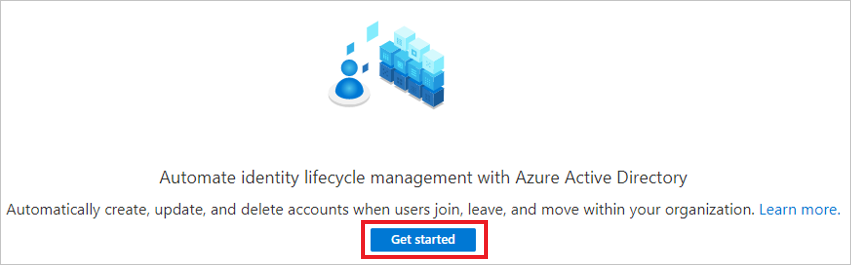 Automate identity lifecycle management with Azure Active Directory
Automatically create, update, and delete accounts when users join, leave, and move within your organization. Learn more.
Get started